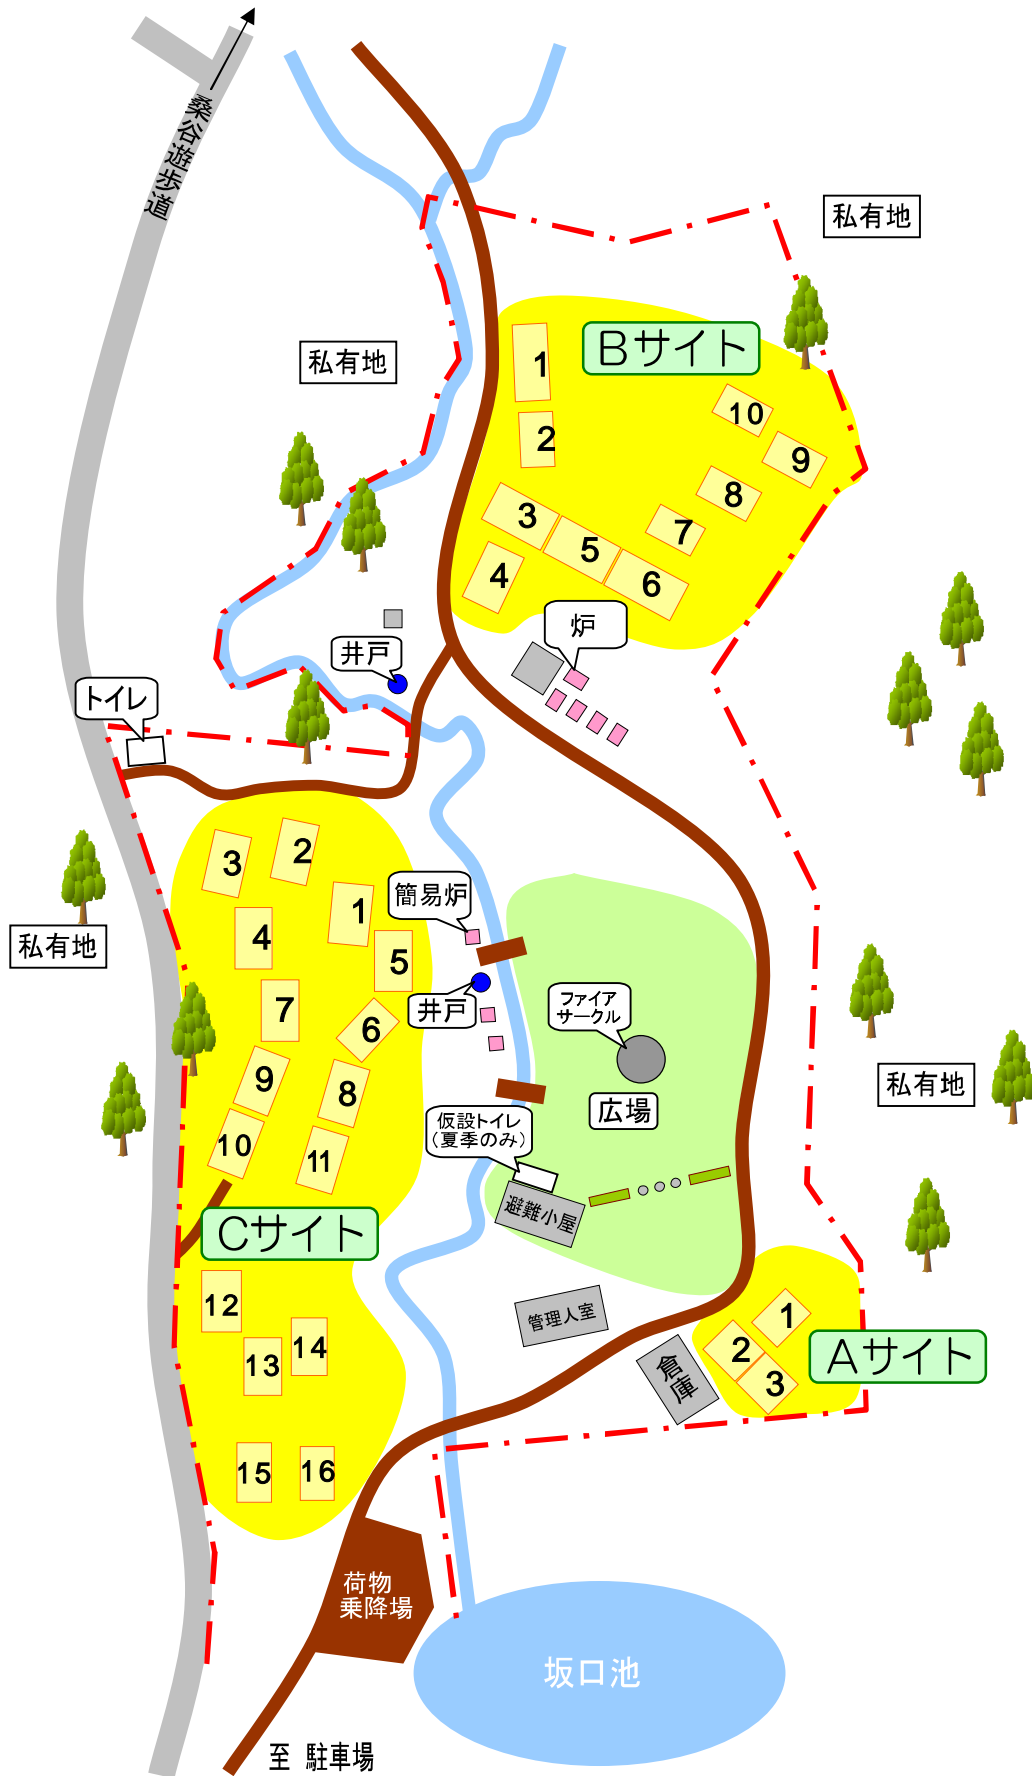 桑谷遊歩道
私有地
Bサイト
私有地
1
10
2
9
8
3
7
5
4
6
炉
井戸
トイレ
2
3
簡易炉
1
4
私有地
5
井戸
ファイア
サークル
7
6
私有地
9
8
広場
仮設トイレ
(夏季のみ)
10
11
避難小屋
Cサイト
12
管理人室
1
14
2
Aサイト
13
倉庫
3
15
16
荷物
乗降場
坂口池
至 駐車場